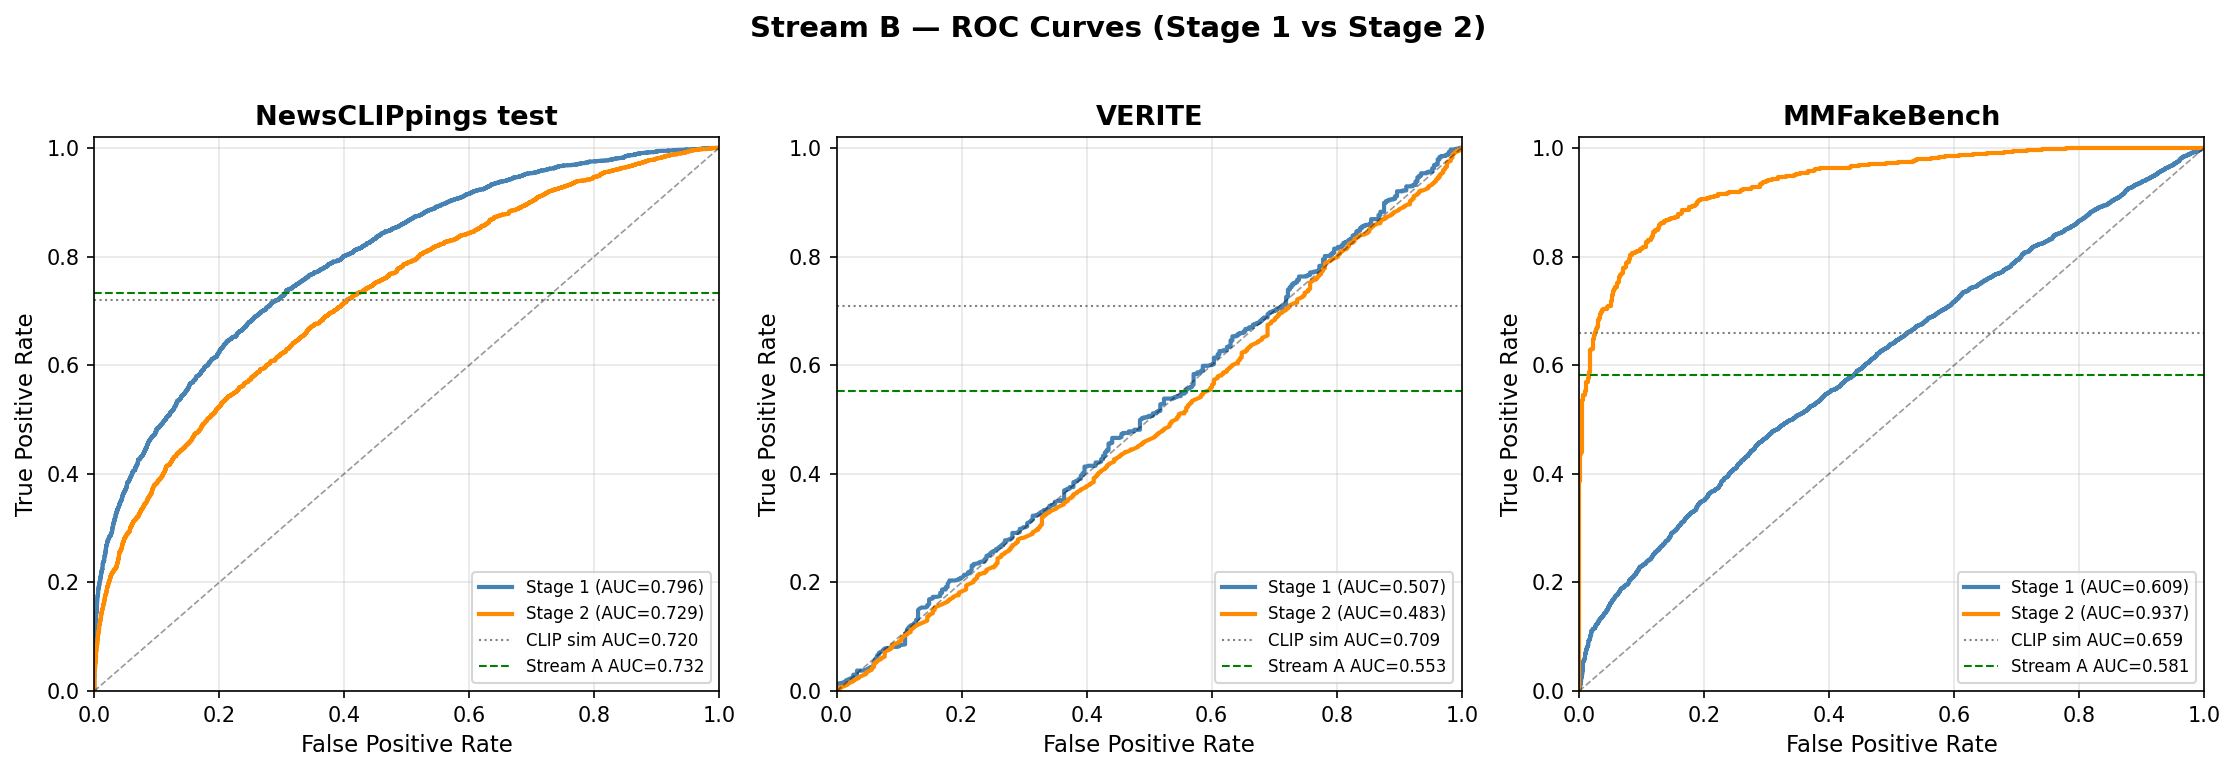 Stream B — ROC Curves (Stage 1 vs Stage 2)
NewsCLIPpings test
True Positive Rate
1.0
0.8
0.6
0.4
0.2
0.0
Stage 1 (AUC=0.796)
Stage 2 (AUC=0.729)
CLIP sim AUC=0.720
Stream A AUC=0.732
0.0 0.2 0.4 0.6 0.8 1.0
False Positive Rate
VERITE
True Positive Rate
1.0
0.8
0.6
0.4
0.2
0.0
Stage 1 (AUC=0.507)
Stage 2 (AUC=0.483)
CLIP sim AUC=0.709
Stream A AUC=0.553
0.0 0.2 0.4 0.6 0.8 1.0
False Positive Rate
MMFakeBench
True Positive Rate
1.0
0.8
0.6
0.4
0.2
0.0
Stage 1 (AUC=0.609)
Stage 2 (AUC=0.937)
CLIP sim AUC=0.659
Stream A AUC=0.581
0.0 0.2 0.4 0.6 0.8 1.0
False Positive Rate